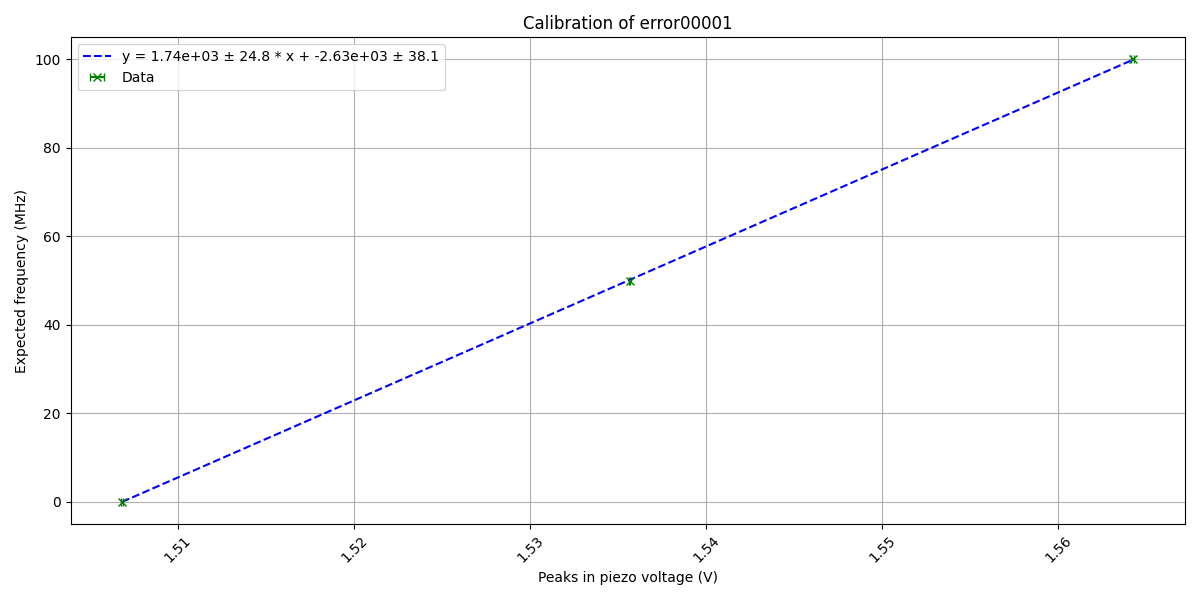 Calibration of error00001
y = 1.74e+03 ± 24.8 * x + -2.63e+03 ± 38.1
Data
100
80
60
40
20
0
Expected frequency (MHz)
1.51
1.52
1.53
1.54
1.55
1.56
Peaks in piezo voltage (V)